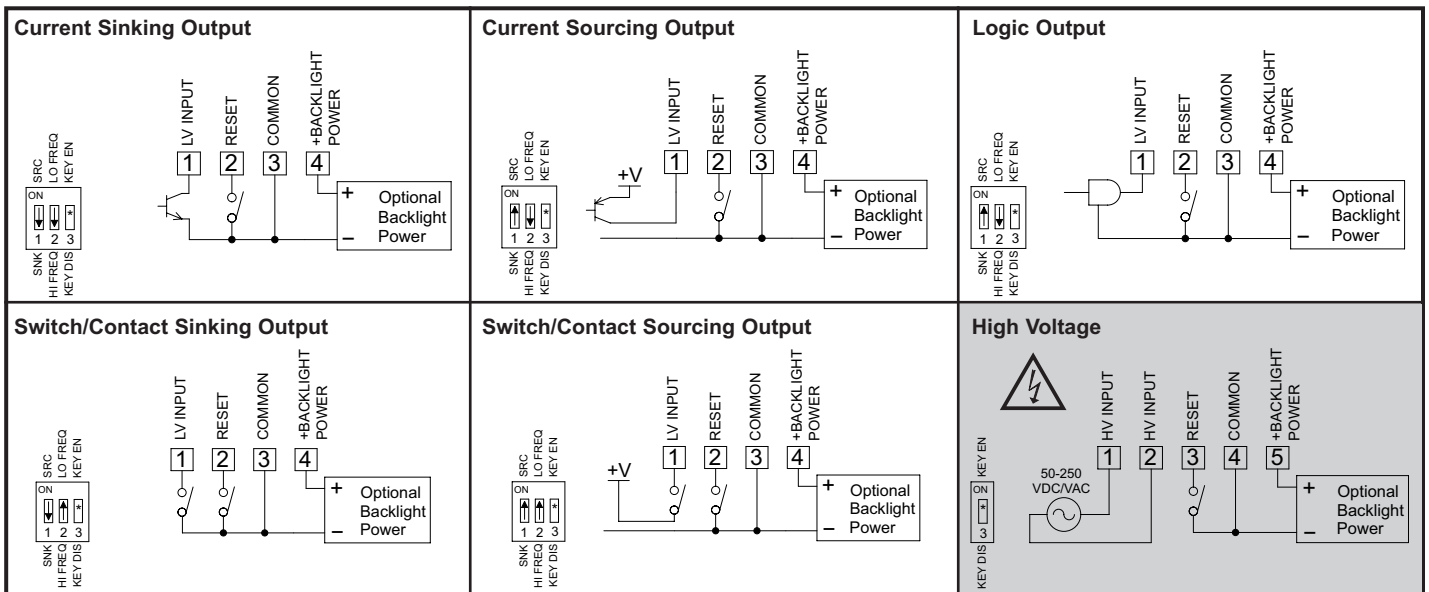 Current Sinking Output
SRC
LO FREQ
KEY EN
ON
* 
1 2 3
SNK
HI FREQ
KEY DIS
LV INPUT
RESET
COMMON
+BACKLIGHT
POWER
1 2 3 4
+ Optional
Backlight
– Power
Current Sourcing Output
SRC
LO FREQ
KEY EN
ON
*
1 2 3
SNK
HI FREQ
KEY DIS
+V
LV INPUT
RESET
COMMON
+BACKLIGHT
POWER
1 2 3 4
+ Optional
Backlight
– Power
Logic Output
SRC
LO FREQ
KEY EN
ON
*
1 2 3
SNK
HI FREQ
KEY DIS
LV INPUT
RESET
COMMON
+BACKLIGHT
POWER
1 2 3 4
+ Optional
Backlight
– Power
Switch/Contact Sinking Output
SRC
LO FREQ
KEY EN
ON
*
1 2 3
SNK
HI FREQ
KEY DIS
LV INPUT
RESET
COMMON
+BACKLIGHT
POWER
1 2 3 4
+ Optional
Backlight
– Power
Switch/Contact Sourcing Output
SRC
LO FREQ
KEY EN
ON
*
1 2 3
SNK
HI FREQ
KEY DIS
+V
LV INPUT
RESET
COMMON
+BACKLIGHT
POWER
1 2 3 4
+ Optional
Backlight
– Power
High Voltage
KEY EN
ON
*
3
KEY DIS
50-250
VDC/VAC
HV INPUT
HV INPUT
RESET
COMMON
+BACKLIGHT
POWER
1 2 3 4 5
+ Optional
Backlight
– Power